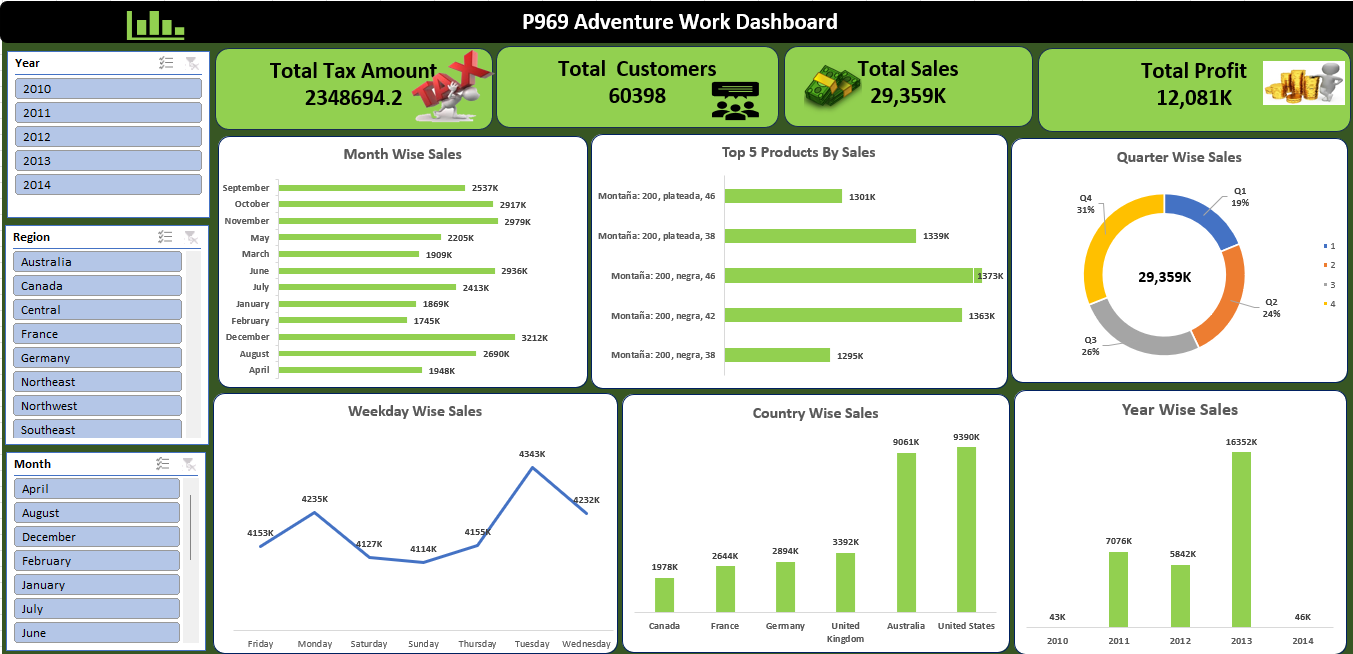 P969 Adventure Work Dashboard
Year
2010
2011
2012
2013
2014
Region
Australia
Canada
Central
France
Germany
Northeast
Northwest
Southeast
Month
April
August
December
February
January
July
June
Total Tax Amount
2348694.2
TAX
Total  Customers
60398
Total Sales
29,359K
Total Profit
12,081K
Month Wise Sales
September 2537K
October 2917K
November 2979K
May 2205K
March 1909K
June 2936K
July 2413K
January 1869K
February 1745K
December 3212K
August 2690K
April 1948K
Top 5 Products By Sales
Montaña: 200, plateada, 46 1301K
Montaña: 200, plateada, 38 1339K
Montaña: 200, negra, 46 1373K
Montaña: 200, negra, 42 1363K
Montaña: 200, negra, 38 1295K
Quarter Wise Sales
Q1
19%
Q2
24%
Q3
26%
Q4
31%
29,359K
1
2
3
4
Weekday Wise Sales
4153K 4235K 4127K 4114K 4155K 4343K 4232K
Friday Monday Saturday Sunday Thursday Tuesday Wednesday
Country Wise Sales
1978K 2644K 2894K 3392K 9061K 9390K
Canada France Germany United Australia United States
Kingdom
Year Wise Sales
43K 7076K 5842K 16352K 46K
2010 2011 2012 2013 2014